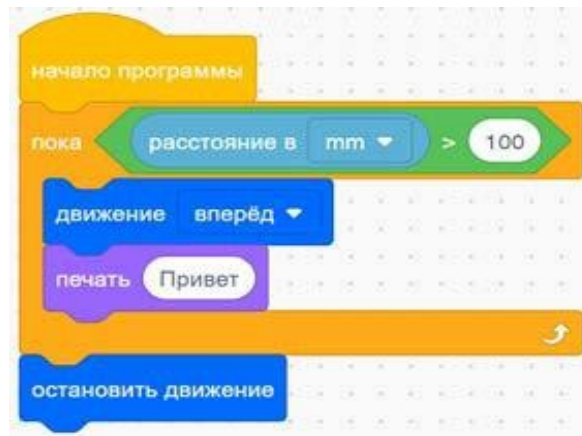 начало программы
пока расстояние в mm > 100
движение вперёд
печать Привет
остановить движение